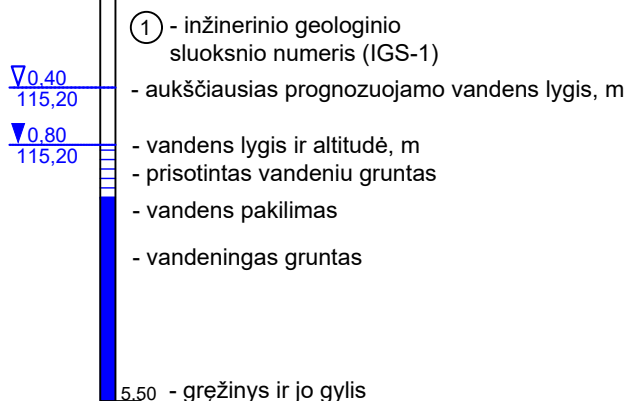 1 - inžinerinio geologinio
sluoksnio numeris (IGS-1)
0,40
115,20
- aukščiausias prognozuojamo vandens lygis, m
0,80
115,20
- vandens lygis ir altitudė, m
- prisotintas vandeniu gruntas
- vandens pakilimas
- vandeningas gruntas
5.50 - gręžinys ir jo gylis